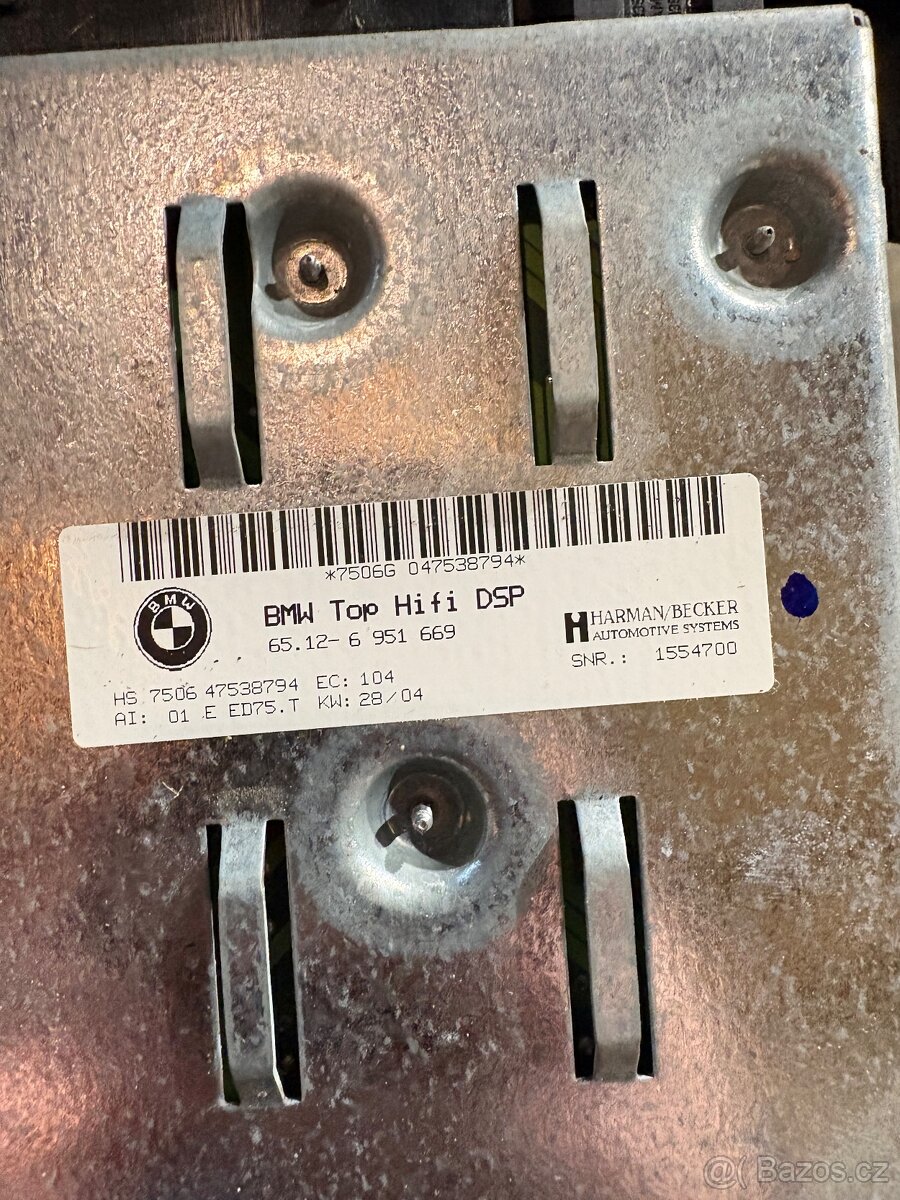 *7506G 047538794*
BMW
BMW Top Hifi DSP
65.12- 6 951 669
HARMAN/BECKER
AUTOMOTIVE SYSTEMS
SNR.: 1554700
HS 7506 47538794 EC: 104
AI: 01 E ED75.T KW: 28/04
@( Bazos.cz